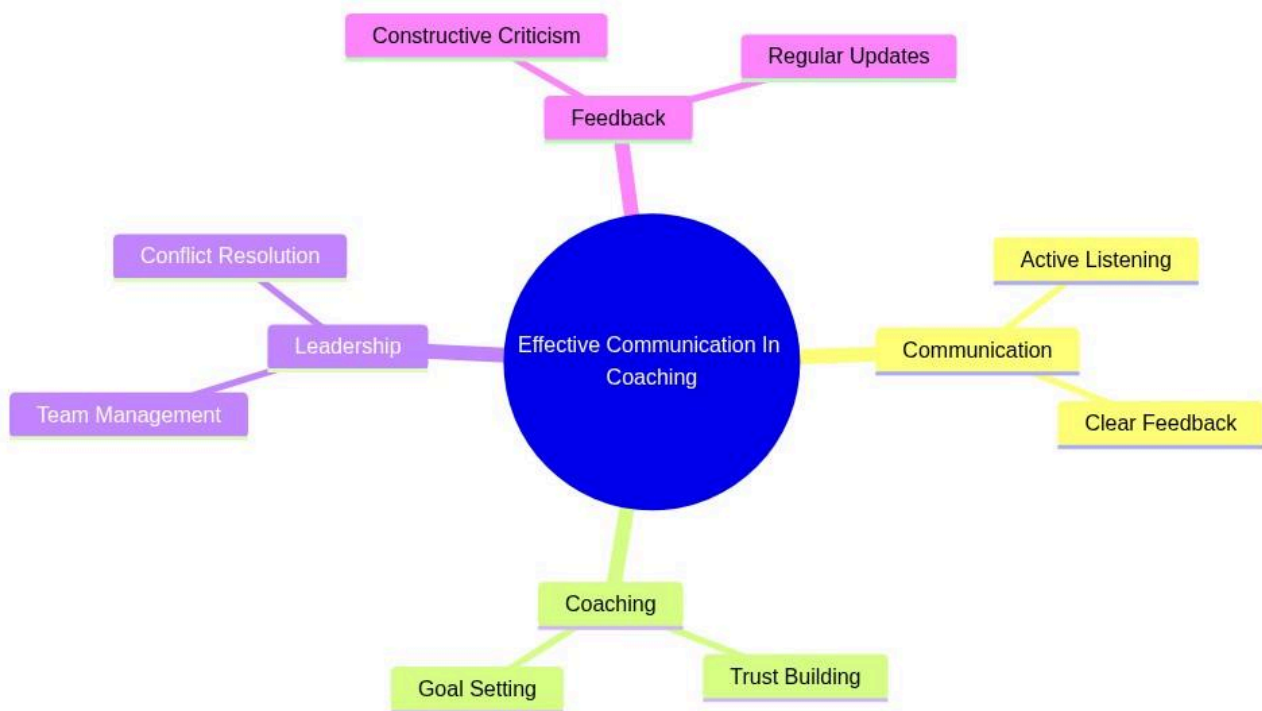 Constructive Criticism
Regular Updates
Feedback
Conflict Resolution
Active Listening
Leadership
Effective Communication In
Coaching
Communication
Team Management
Clear Feedback
Coaching
Goal Setting
Trust Building